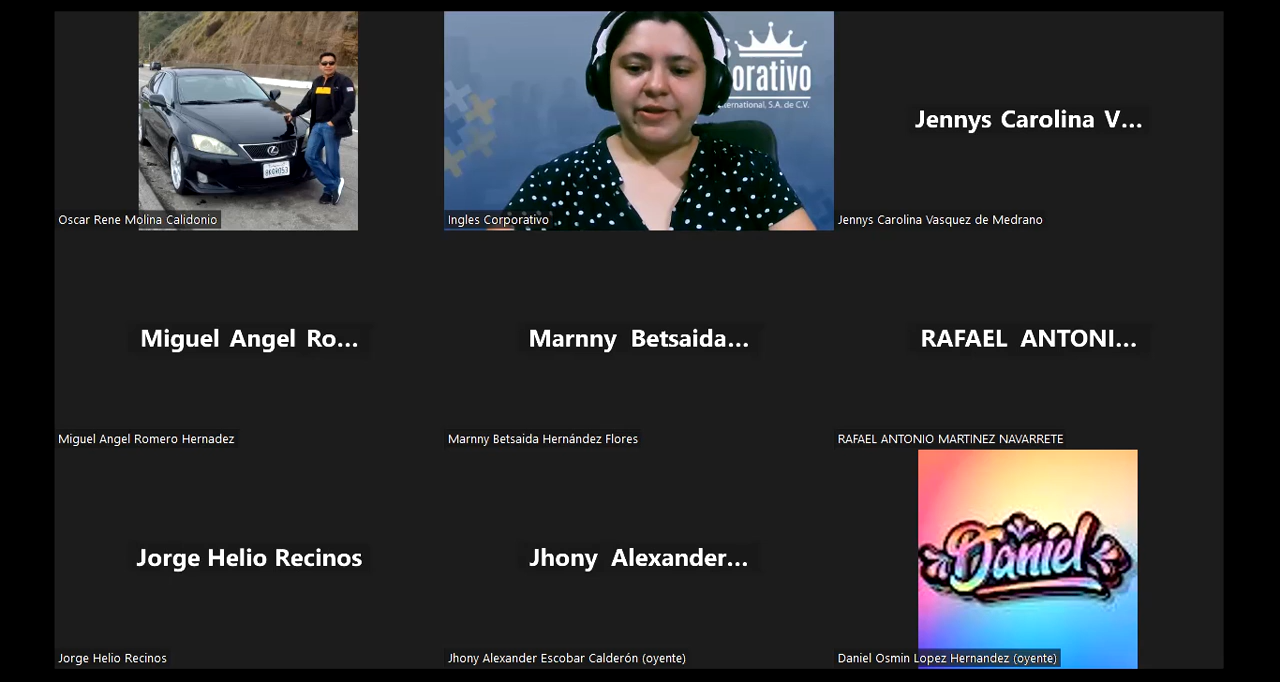 Oscar Rene Molina Calidonio
orativo
ternational, S.A. de C.V.
Ingles Corporativo
Jennys Carolina V...
Jennys Carolina Vasquez de Medrano
Miguel Angel Ro...
Miguel Angel Romero Hernadez
Marnny Betsaida...
Marnny Betsaida Hernández Flores
RAFAEL ANTONI...
RAFAEL ANTONIO MARTINEZ NAVARRETE
Jorge Helio Recinos
Jorge Helio Recinos
Jhony Alexander...
Jhony Alexander Escobar Calderón (oyente)
Daniel
Daniel Osmin Lopez Hernandez (oyente)